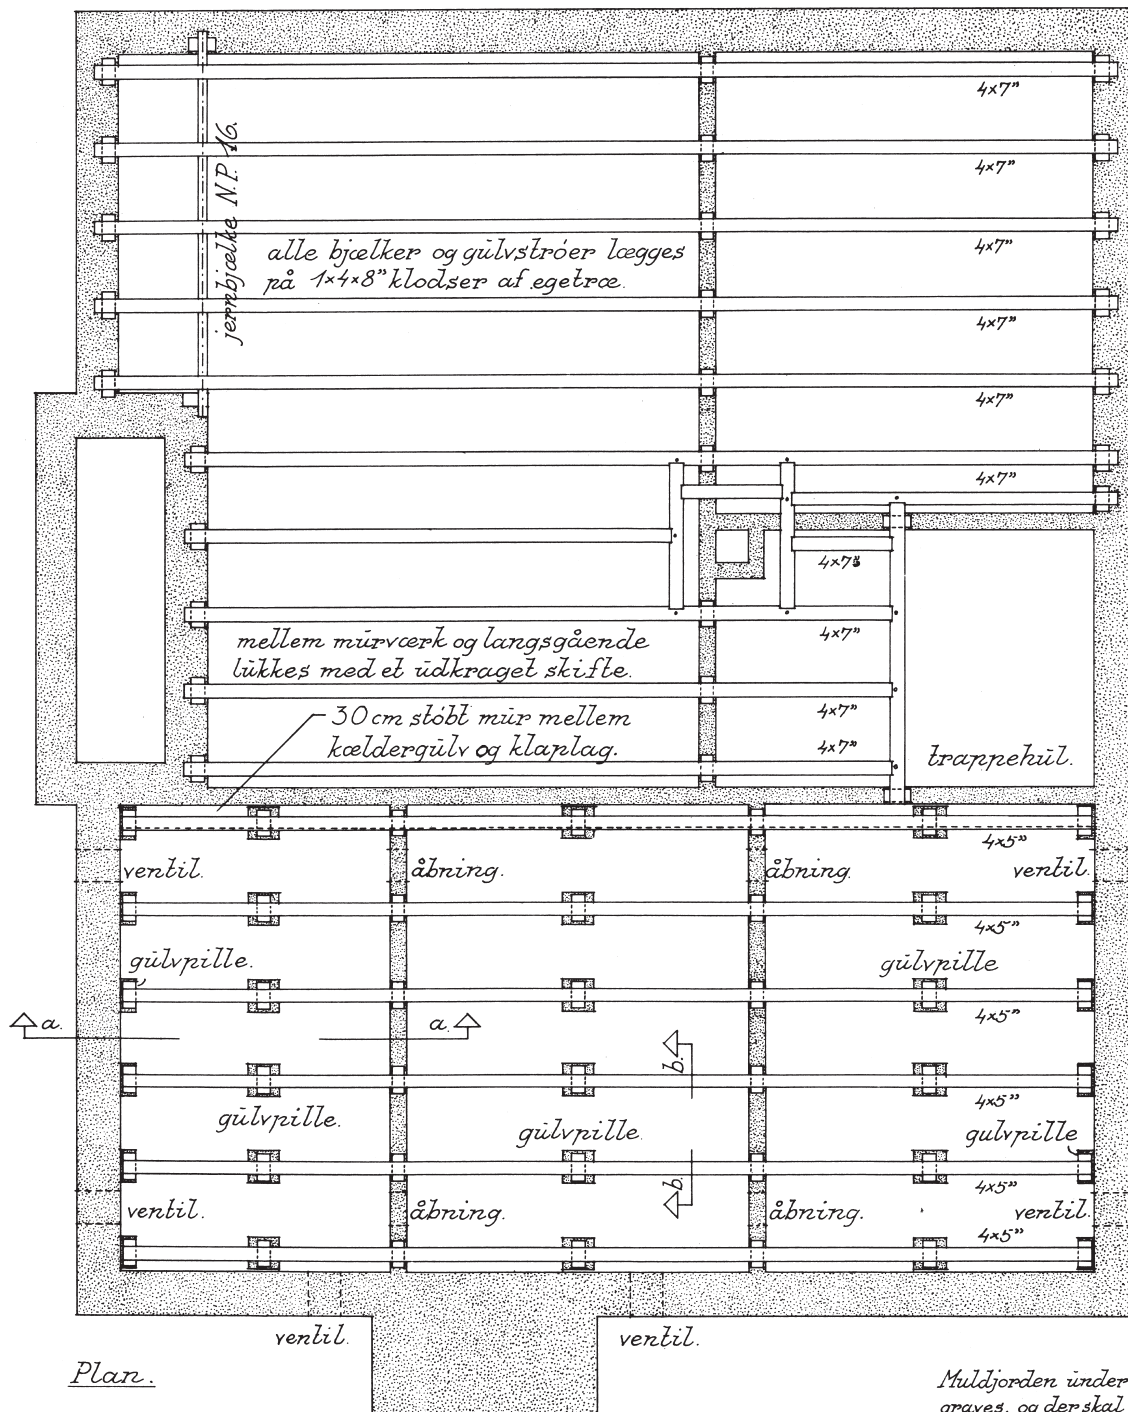 4×7"
4×7"
4×7"
4×7"
4×7"
4×7"
jernbjælke N.P. 16.
alle bjælker og gulvstróer lægges
på 1×4×8" klodser af egetræ.
4×7"
4×7"
4×7"
4×7"
mellem murværk og langsgående
lukkes med et udkraget skifte.
30 cm stóbt mur mellem
kældergulv og klaplag.
trappehul.
4×5"
ventil.
åbning.
åbning.
ventil.
4×5"
gulvpille.
gulvpille
a.
a.
4×5"
b.
4×5"
gulvpille.
gulvpille.
gulvpille
b.
4×5"
ventil.
åbning.
åbning.
ventil.
4×5"
ventil.
ventil.
Plan.
Muldjorden under
graves, og der skal